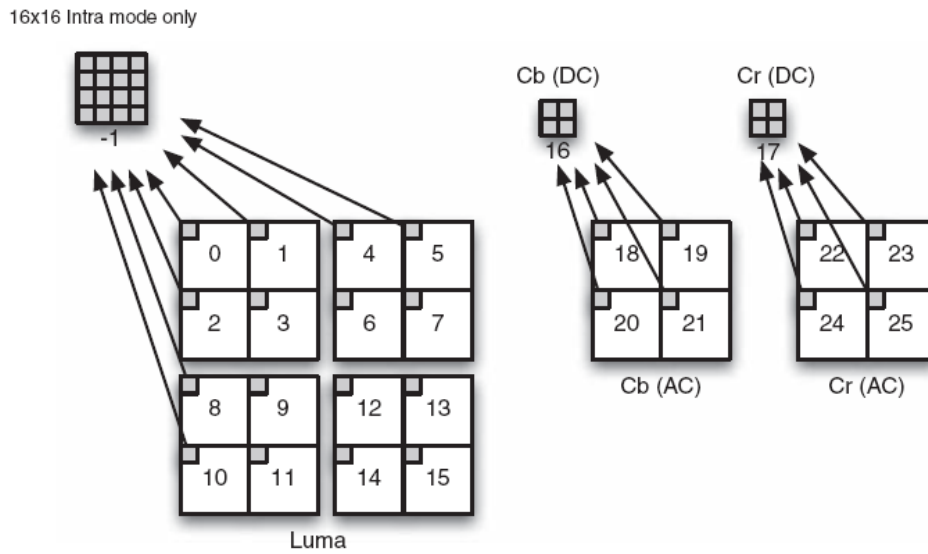 16x16 Intra mode only
Cb (DC) Cr (DC)
-1 16 17
0 1 4 5 18 19 22 23
2 3 6 7 20 21 24 25
Cb (AC) Cr (AC)
8 9 12 13
10 11 14 15
Luma